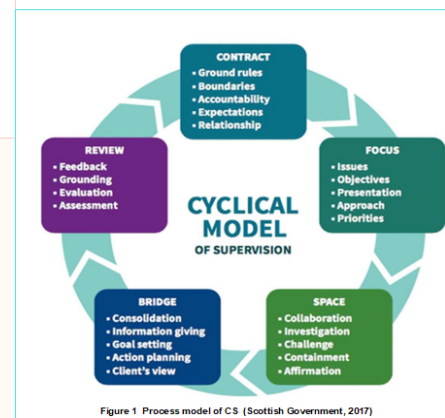 CONTRACT
▪ Ground rules
▪ Boundaries
▪ Accountability
▪ Expectations
▪ Relationship
REVIEW
▪ Feedback
▪ Grounding
▪ Evaluation
▪ Assessment
FOCUS
▪ Issues
▪ Objectives
▪ Presentation
▪ Approach
▪ Priorities
CYCLICAL
MODEL
OF SUPERVISION
BRIDGE
▪ Consolidation
▪ Information giving
▪ Goal setting
▪ Action planning
▪ Client's view
SPACE
▪ Collaboration
▪ Investigation
▪ Challenge
▪ Containment
▪ Affirmation
Figure 1 Process model of CS (Scottish Government, 2017)